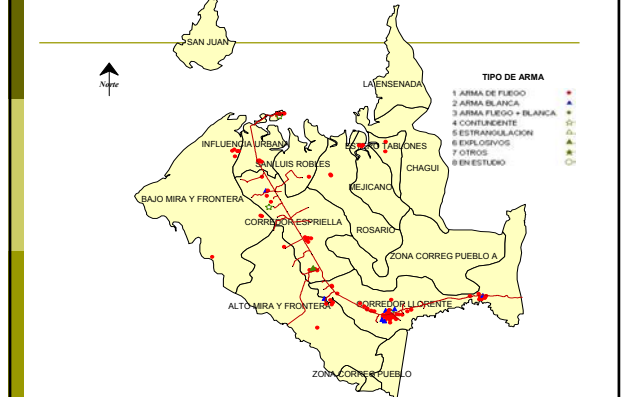 SAN JUAN
Norte
LA ENSENADA
TIPO DE ARMA
1 ARMA DE FUEGO
2 ARMA BLANCA
3 ARMA FUEGO + BLANCA
4 CONTUNDENTE
5 ESTRANGULACION
6 EXPLOSIVOS
7 OTROS
8 EN ESTUDIO
INFLUENCIA URBANA
ESTERO TABLONES
SAN LUIS ROBLES
CHAGUI
MEJICANO
BAJO MIRA Y FRONTERA
CORREDOR ESPRIELLA
ROSARIO
ZONA CORREG PUEBLO A
ALTO MIRA Y FRONTERA
CORREDOR LLORENTE
ZONA CORREG PUEBLO